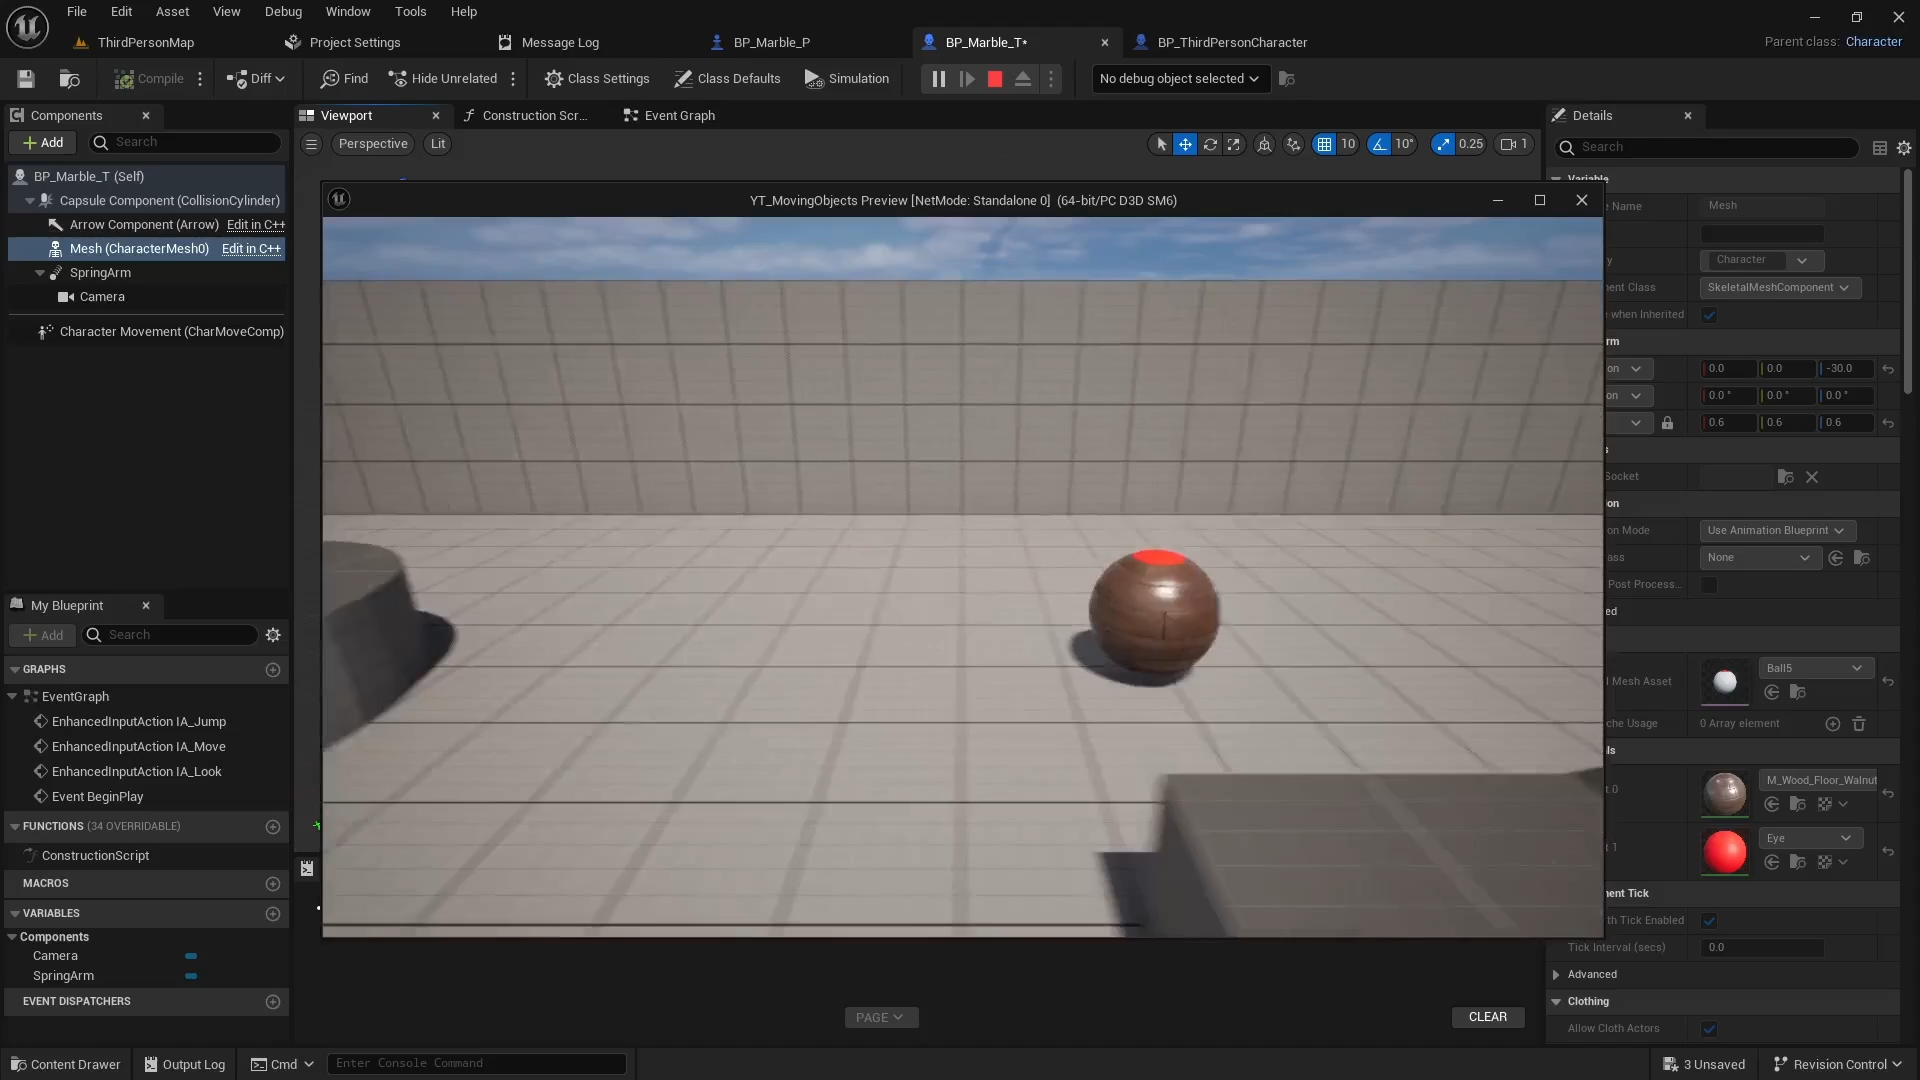 File Edit Asset View Debug Window Tools Help
ThirdPersonMap Project Settings Message Log BP_Marble_P BP_Marble_T* BP_ThirdPersonCharacter Parent class: Character
Compile Diff Find Hide Unrelated Class Settings Class Defaults Simulation No debug object selected
Components Viewport Construction Scr... Event Graph Details
Add Search Perspective Lit 10 10° 0.25 1 Search
BP_Marble_T (Self)
Capsule Component (CollisionCylinder)
Arrow Component (Arrow) Edit in C++
Mesh (CharacterMesh0) Edit in C++
SpringArm
Camera
Character Movement (CharMoveComp)
YT_MovingObjects Preview [NetMode: Standalone 0] (64-bit/PC D3D SM6)
Variable
e Name Mesh
y Character
nent Class SkeletalMeshComponent
e when Inherited
rm
on 0.0 0.0 -30.0
on 0.0 ° 0.0 ° 0.0 °
0.6 0.6 0.6
s
Socket
on
on Mode Use Animation Blueprint
ass None
Post Process...
ed
l Mesh Asset Ball5
che Usage 0 Array element
ls
t 0 M_Wood_Floor_Walnut
t 1 Eye
nent Tick
th Tick Enabled
Tick Interval (secs) 0.0
Advanced
Clothing
Allow Cloth Actors
My Blueprint
Add Search
GRAPHS
EventGraph
EnhancedInputAction IA_Jump
EnhancedInputAction IA_Move
EnhancedInputAction IA_Look
Event BeginPlay
FUNCTIONS (34 OVERRIDABLE)
ConstructionScript
MACROS
VARIABLES
Components
Camera
SpringArm
EVENT DISPATCHERS
PAGE CLEAR
Content Drawer Output Log Cmd Enter Console Command 3 Unsaved Revision Control